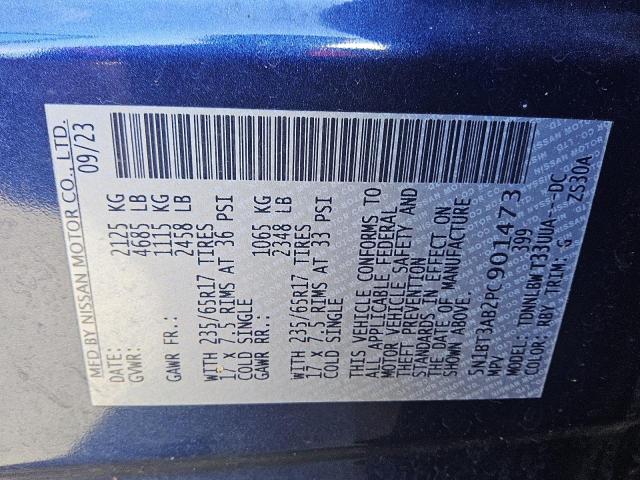 MFD BY NISSAN MOTOR CO., LTD.
DATE: 09/23
GVWR: 2125 KG
4685 LB
GAWR FR.: 1115 KG
2458 LB
WITH 235/65R17 TIRES
17 X 7.5 RIMS AT 36 PSI
COLD SINGLE
GAWR RR.: 1065 KG
2348 LB
WITH 235/65R17 TIRES
17 X 7.5 RIMS AT 33 PSI
COLD SINGLE
THIS VEHICLE CONFORMS TO
ALL APPLICABLE FEDERAL
MOTOR VEHICLE SAFETY AND
THEFT PREVENTION
STANDARDS IN EFFECT ON
THE DATE OF MANUFACTURE
SHOWN ABOVE.
5N1BT3AB2PC901473
MPV 399
MODEL: TDNNLBW T33UUA---DC
COLOR: RBY TRIM: G ZS30A